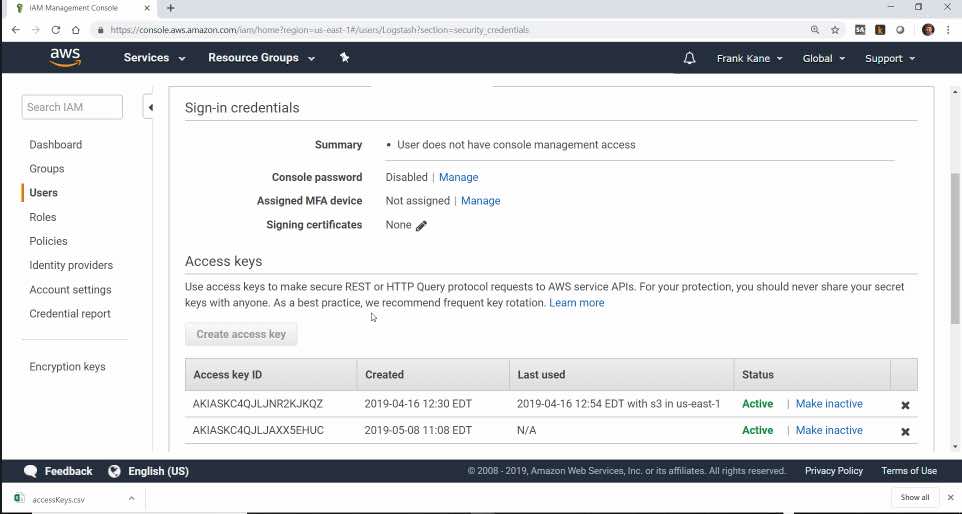 IAM Management Console
https://console.aws.amazon.com/iam/home?region=us-east-1#/users/Logstash?section=security_credentials
aws Services Resource Groups Frank Kane Global Support
Search IAM
Dashboard
Groups
Users
Roles
Policies
Identity providers
Account settings
Credential report
Encryption keys
Sign-in credentials
Summary • User does not have console management access
Console password Disabled | Manage
Assigned MFA device Not assigned | Manage
Signing certificates None
Access keys
Use access keys to make secure REST or HTTP Query protocol requests to AWS service APIs. For your protection, you should never share your secret
keys with anyone. As a best practice, we recommend frequent key rotation. Learn more
Create access key
Access key ID Created Last used Status
AKIASKC4QJLJNR2KJKQZ 2019-04-16 12:30 EDT 2019-04-16 12:54 EDT with s3 in us-east-1 Active | Make inactive
AKIASKC4QJLJAXX5EHUC 2019-05-08 11:08 EDT N/A Active | Make inactive
Feedback English (US) © 2008 - 2019, Amazon Web Services, Inc. or its affiliates. All rights reserved. Privacy Policy Terms of Use
accessKeys.csv Show all